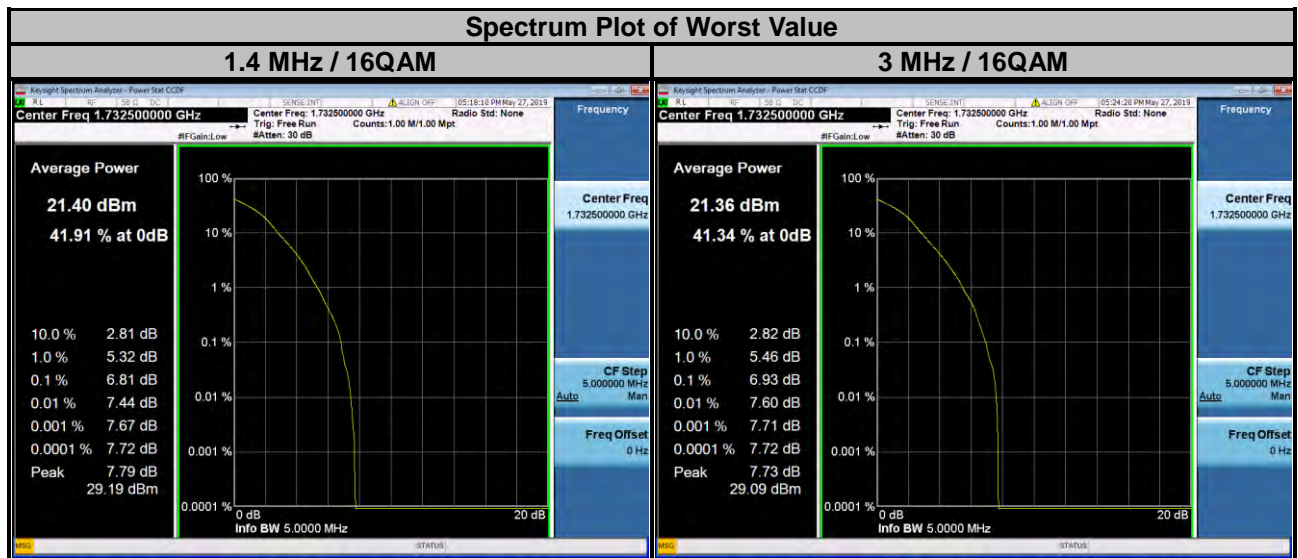 Spectrum Plot of Worst Value
1.4 MHz / 16QAM
3 MHz / 16QAM
Keysight Spectrum Analyzer - Power Stat CCDF
RL RF 50 Ω DC SENSE:INT ALIGN OFF 05:18:10 PM May 27, 2019
Center Freq 1.732500000 GHz
Center Freq: 1.732500000 GHz Radio Std: None
Trig: Free Run Counts:1.00 M/1.00 Mpt
#IFGain:Low #Atten: 30 dB
Frequency
Average Power
21.40 dBm
41.91 % at 0dB
10.0 % 2.81 dB
1.0 % 5.32 dB
0.1 % 6.81 dB
0.01 % 7.44 dB
0.001 % 7.67 dB
0.0001 % 7.72 dB
Peak 7.79 dB
29.19 dBm
100 %
10 %
1 %
0.1 %
0.01 %
0.001 %
0.0001 %
0 dB 20 dB
Info BW 5.0000 MHz
Center Freq
1.732500000 GHz
CF Step
5.000000 MHz
Auto Man
Freq Offset
0 Hz
MSG STATUS
Keysight Spectrum Analyzer - Power Stat CCDF
RL RF 50 Ω DC SENSE:INT ALIGN OFF 05:24:20 PM May 27, 2019
Center Freq 1.732500000 GHz
Center Freq: 1.732500000 GHz Radio Std: None
Trig: Free Run Counts:1.00 M/1.00 Mpt
#IFGain:Low #Atten: 30 dB
Frequency
Average Power
21.36 dBm
41.34 % at 0dB
10.0 % 2.82 dB
1.0 % 5.46 dB
0.1 % 6.93 dB
0.01 % 7.60 dB
0.001 % 7.71 dB
0.0001 % 7.72 dB
Peak 7.73 dB
29.09 dBm
100 %
10 %
1 %
0.1 %
0.01 %
0.001 %
0.0001 %
0 dB 20 dB
Info BW 5.0000 MHz
Center Freq
1.732500000 GHz
CF Step
5.000000 MHz
Auto Man
Freq Offset
0 Hz
MSG STATUS